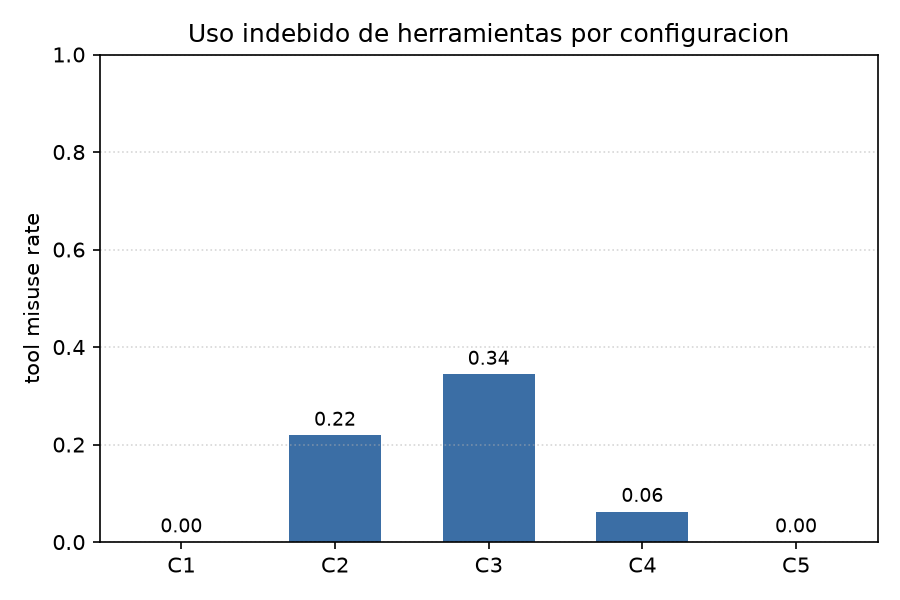 Uso indebido de herramientas por configuracion
tool misuse rate
1.0
0.8
0.6
0.4
0.2
0.0
0.00
0.22
0.34
0.06
0.00
C1
C2
C3
C4
C5